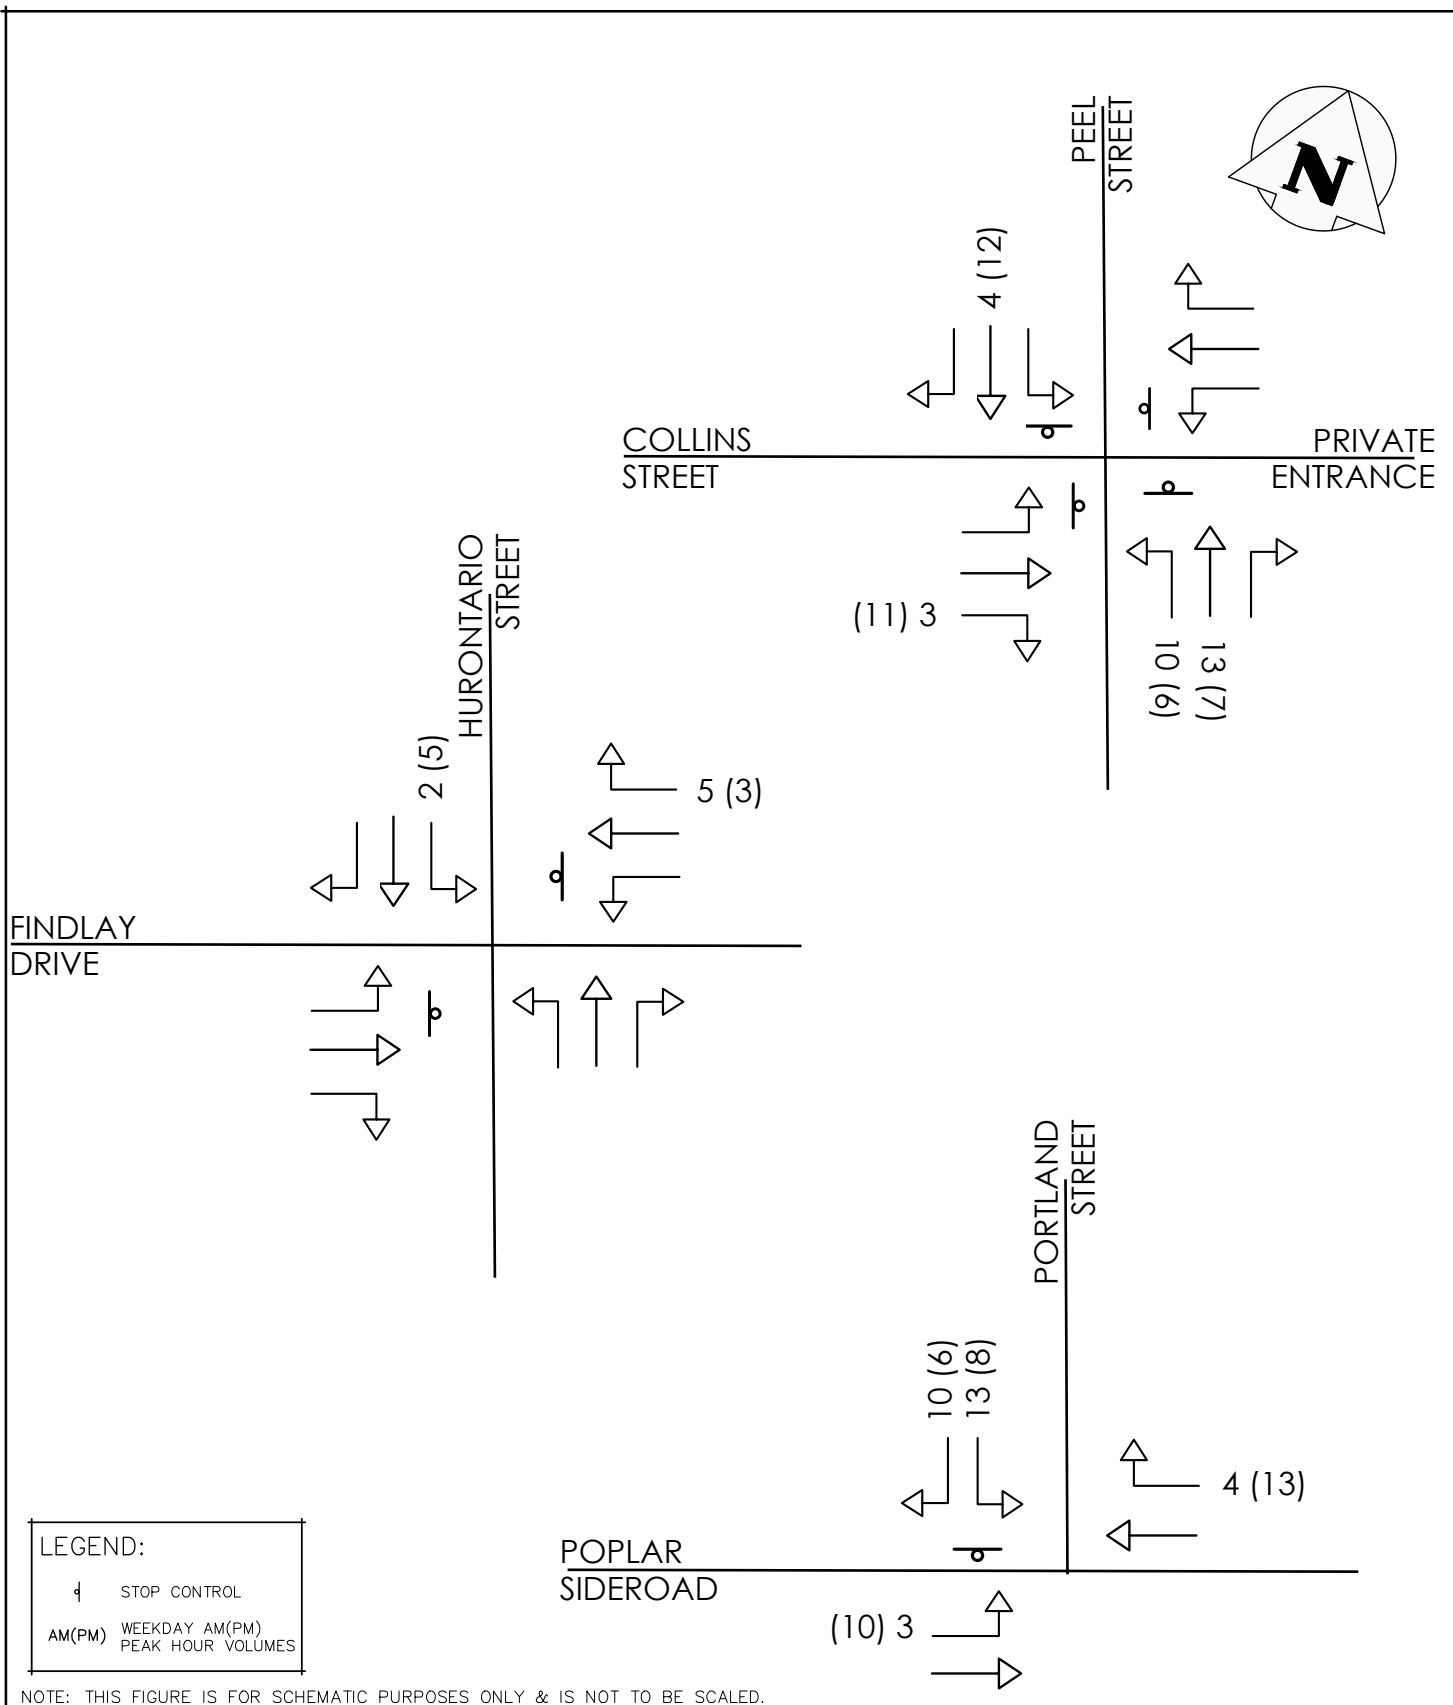 PEEL
STREET
N
4 (12)
COLLINS
STREET
PRIVATE
ENTRANCE
(11) 3
10 (6)
13 (7)
HURONTARIO
STREET
2 (5)
5 (3)
FINDLAY
DRIVE
PORTLAND
STREET
10 (6)
13 (8)
4 (13)
POPLAR
SIDEROAD
(10) 3
LEGEND:
STOP CONTROL
AM(PM) WEEKDAY AM(PM)
PEAK HOUR VOLUMES
NOTE: THIS FIGURE IS FOR SCHEMATIC PURPOSES ONLY & IS NOT TO BE SCALED.